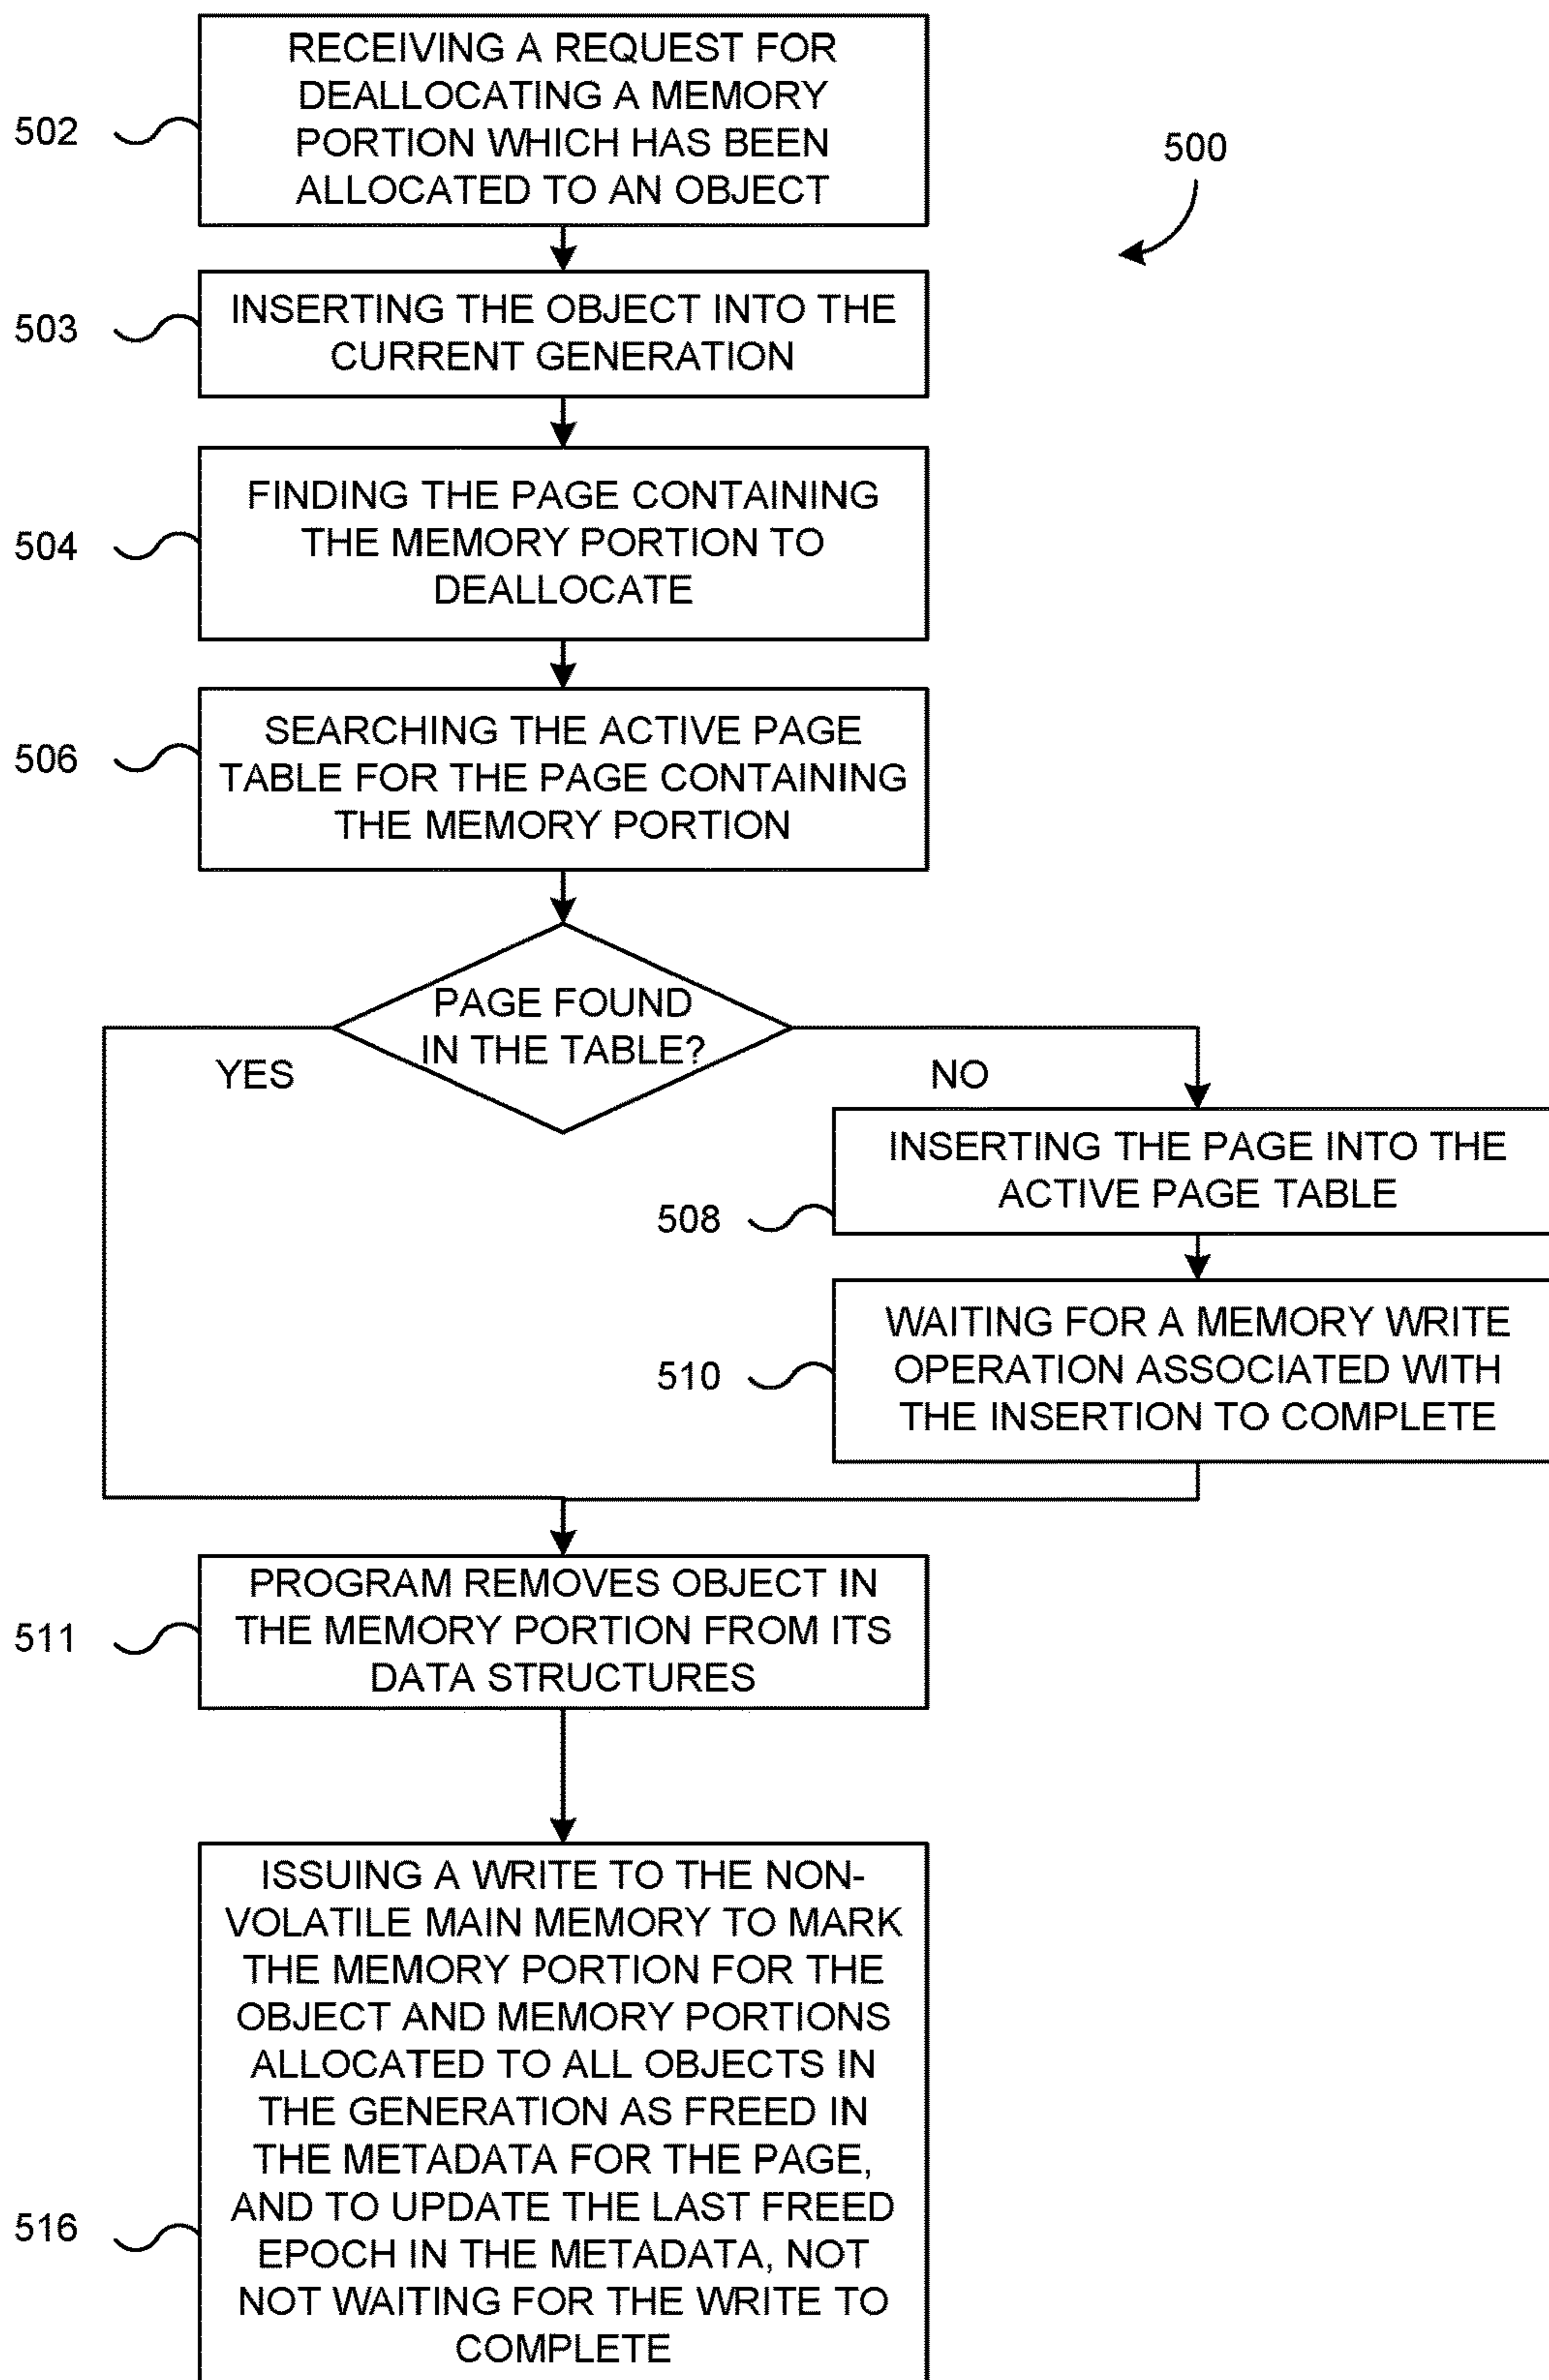 RECEIVING A REQUEST FOR
DEALLOCATING A MEMORY
PORTION WHICH HAS BEEN
ALLOCATED TO AN OBJECT
502
500
INSERTING THE OBJECT INTO THE
CURRENT GENERATION
503
FINDING THE PAGE CONTAINING
THE MEMORY PORTION TO
DEALLOCATE
504
SEARCHING THE ACTIVE PAGE
TABLE FOR THE PAGE CONTAINING
THE MEMORY PORTION
506
PAGE FOUND
IN THE TABLE?
YES
NO
INSERTING THE PAGE INTO THE
ACTIVE PAGE TABLE
508
WAITING FOR A MEMORY WRITE
OPERATION ASSOCIATED WITH
THE INSERTION TO COMPLETE
510
PROGRAM REMOVES OBJECT IN
THE MEMORY PORTION FROM ITS
DATA STRUCTURES
511
ISSUING A WRITE TO THE NON-
VOLATILE MAIN MEMORY TO MARK
THE MEMORY PORTION FOR THE
OBJECT AND MEMORY PORTIONS
ALLOCATED TO ALL OBJECTS IN
THE GENERATION AS FREED IN
THE METADATA FOR THE PAGE,
AND TO UPDATE THE LAST FREED
EPOCH IN THE METADATA, NOT
NOT WAITING FOR THE WRITE TO
COMPLETE
516